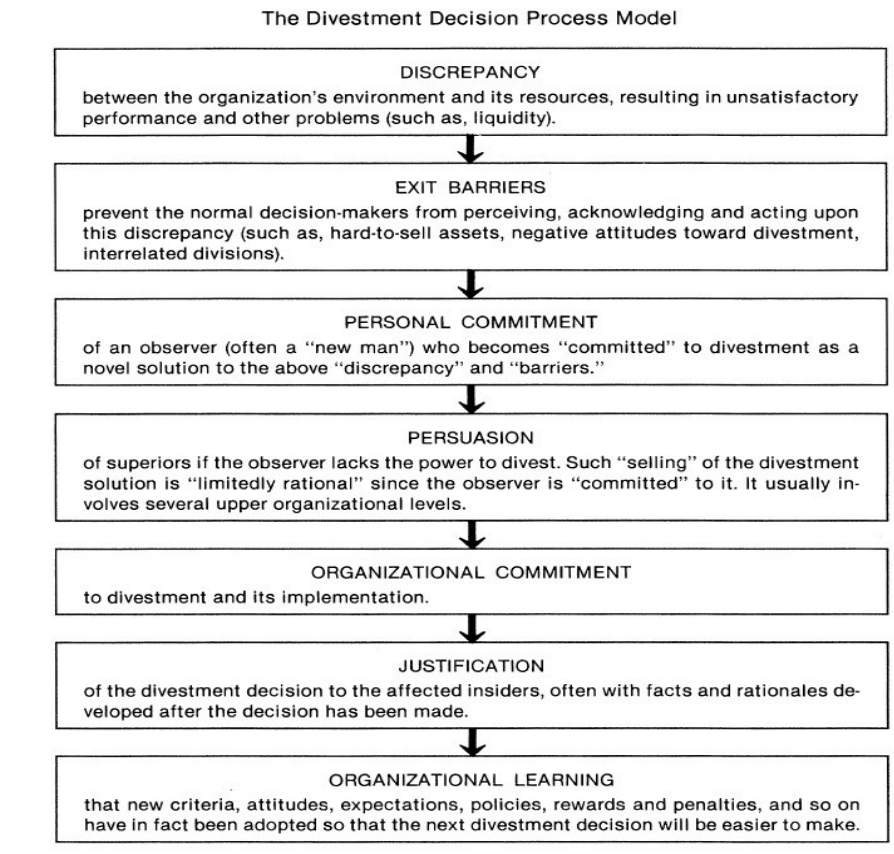 The Divestment Decision Process Model
DISCREPANCY
between the organization's environment and its resources, resulting in unsatisfactory
performance and other problems (such as, liquidity).
EXIT BARRIERS
prevent the normal decision-makers from perceiving, acknowledging and acting upon
this discrepancy (such as, hard-to-sell assets, negative attitudes toward divestment,
interrelated divisions).
PERSONAL COMMITMENT
of an observer (often a "new man") who becomes "committed" to divestment as a
novel solution to the above "discrepancy" and "barriers."
PERSUASION
of superiors if the observer lacks the power to divest. Such "selling" of the divestment
solution is "limitedly rational" since the observer is "committed" to it. It usually in-
volves several upper organizational levels.
ORGANIZATIONAL COMMITMENT
to divestment and its implementation.
JUSTIFICATION
of the divestment decision to the affected insiders, often with facts and rationales de-
veloped after the decision has been made.
ORGANIZATIONAL LEARNING
that new criteria, attitudes, expectations, policies, rewards and penalties, and so on
have in fact been adopted so that the next divestment decision will be easier to make.